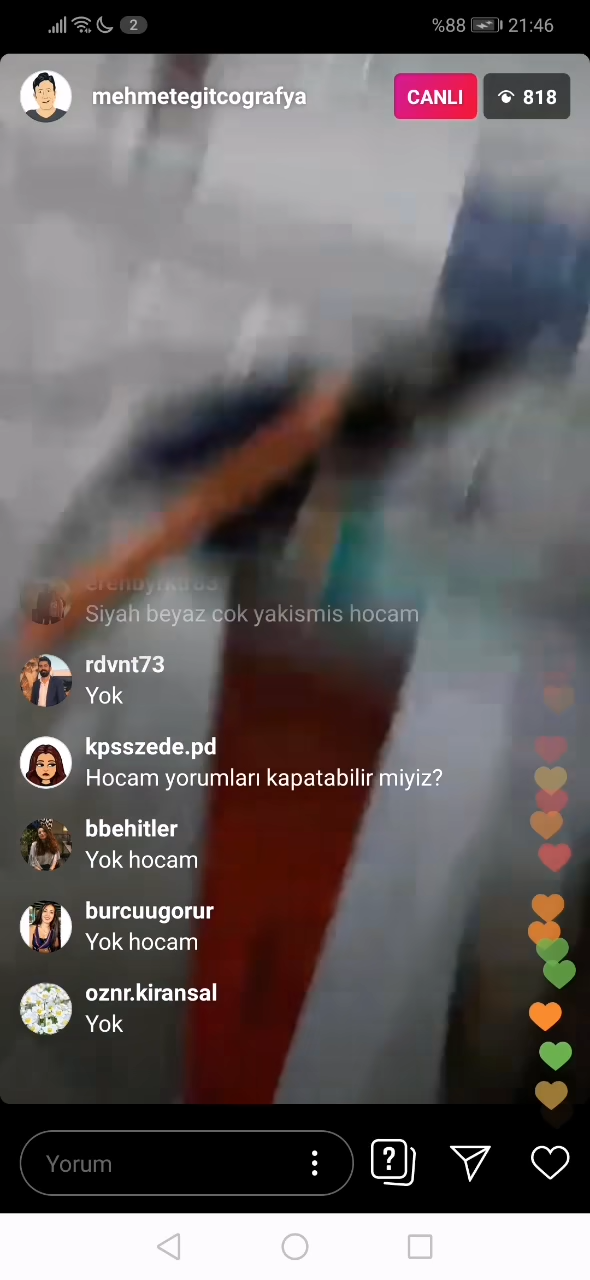 2 %88 21:46
mehmetegitcografya CANLI 818
Siyah beyaz cok yakismis hocam
rdvnt73
Yok
kpsszede.pd
Hocam yorumları kapatabilir miyiz?
bbehitler
Yok hocam
burcuugorur
Yok hocam
oznr.kiransal
Yok
Yorum ?